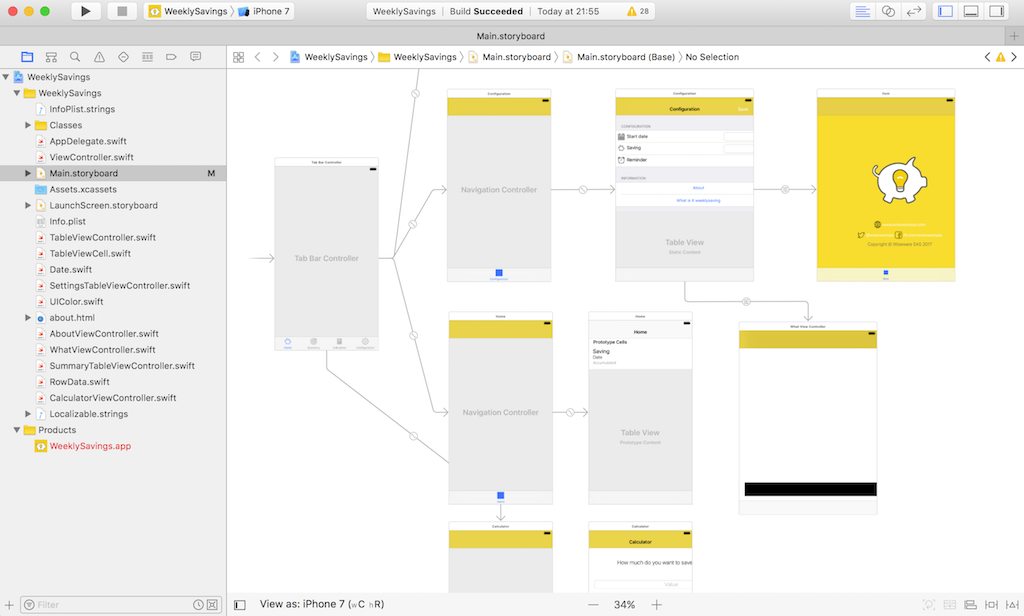 WeeklySavings
iPhone 7
WeeklySavings
Build Succeeded
Today at 21:55
28
Main.storyboard
WeeklySavings
WeeklySavings
Main.storyboard
Main.storyboard (Base)
No Selection
WeeklySavings
WeeklySavings
InfoPlist.strings
Classes
AppDelegate.swift
ViewController.swift
Main.storyboard
M
Assets.xcassets
LaunchScreen.storyboard
Info.plist
TableViewController.swift
TableViewCell.swift
Date.swift
SettingsTableViewController.swift
UIColor.swift
about.html
AboutViewController.swift
WhatViewController.swift
SummaryTableViewController.swift
RowData.swift
CalculatorViewController.swift
Localizable.strings
Products
WeeklySavings.app
Filter
Tab Bar Controller
Tab Bar Controller
Configuration
Navigation Controller
Configuration
Configuration
Configuration
Save
CONFIGURATION
Start date
Saving
Reminder
INFORMATION
About
What is it weeklysaving
Table View
Static Content
Copyright © Mopware SAS 2017
Home
Navigation Controller
Home
Home
Prototype Cells
Saving
Date
Accumulated
Table View
Prototype Content
What View Controller
Calculator
Calculator
Calculator
How much do you want to save
Value
View as: iPhone 7 (wC hR)
34%